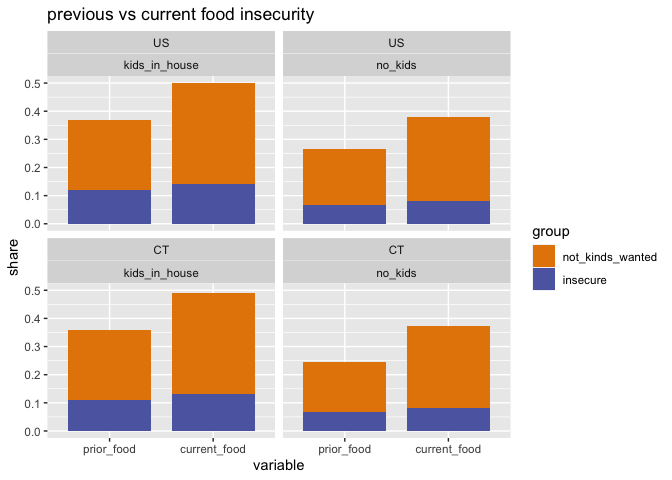 previous vs current food insecurity
US
US
kids_in_house
no_kids
0.5
0.4
0.3
0.2
0.1
0.0
CT
CT
kids_in_house
no_kids
0.5
0.4
0.3
0.2
0.1
0.0
share
prior_food
current_food
prior_food
current_food
variable
group
not_kinds_wanted
insecure